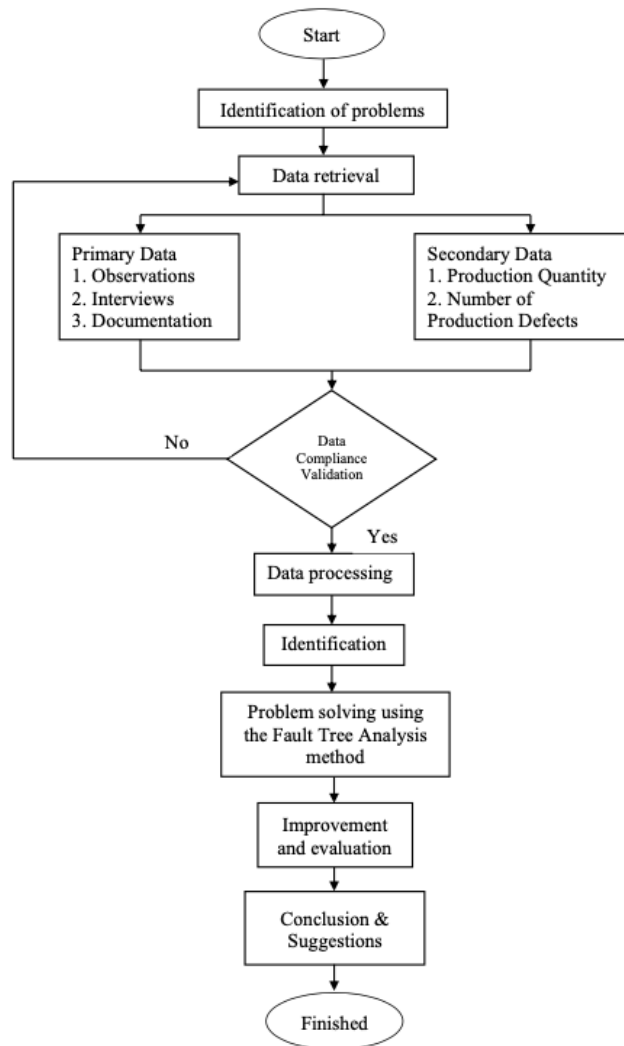 Start
Identification of problems
Data retrieval
Primary Data
1. Observations
2. Interviews
3. Documentation
Secondary Data
1. Production Quantity
2. Number of
Production Defects
No
Data
Compliance
Validation
Yes
Data processing
Identification
Problem solving using
the Fault Tree Analysis
method
Improvement
and evaluation
Conclusion &
Suggestions
Finished